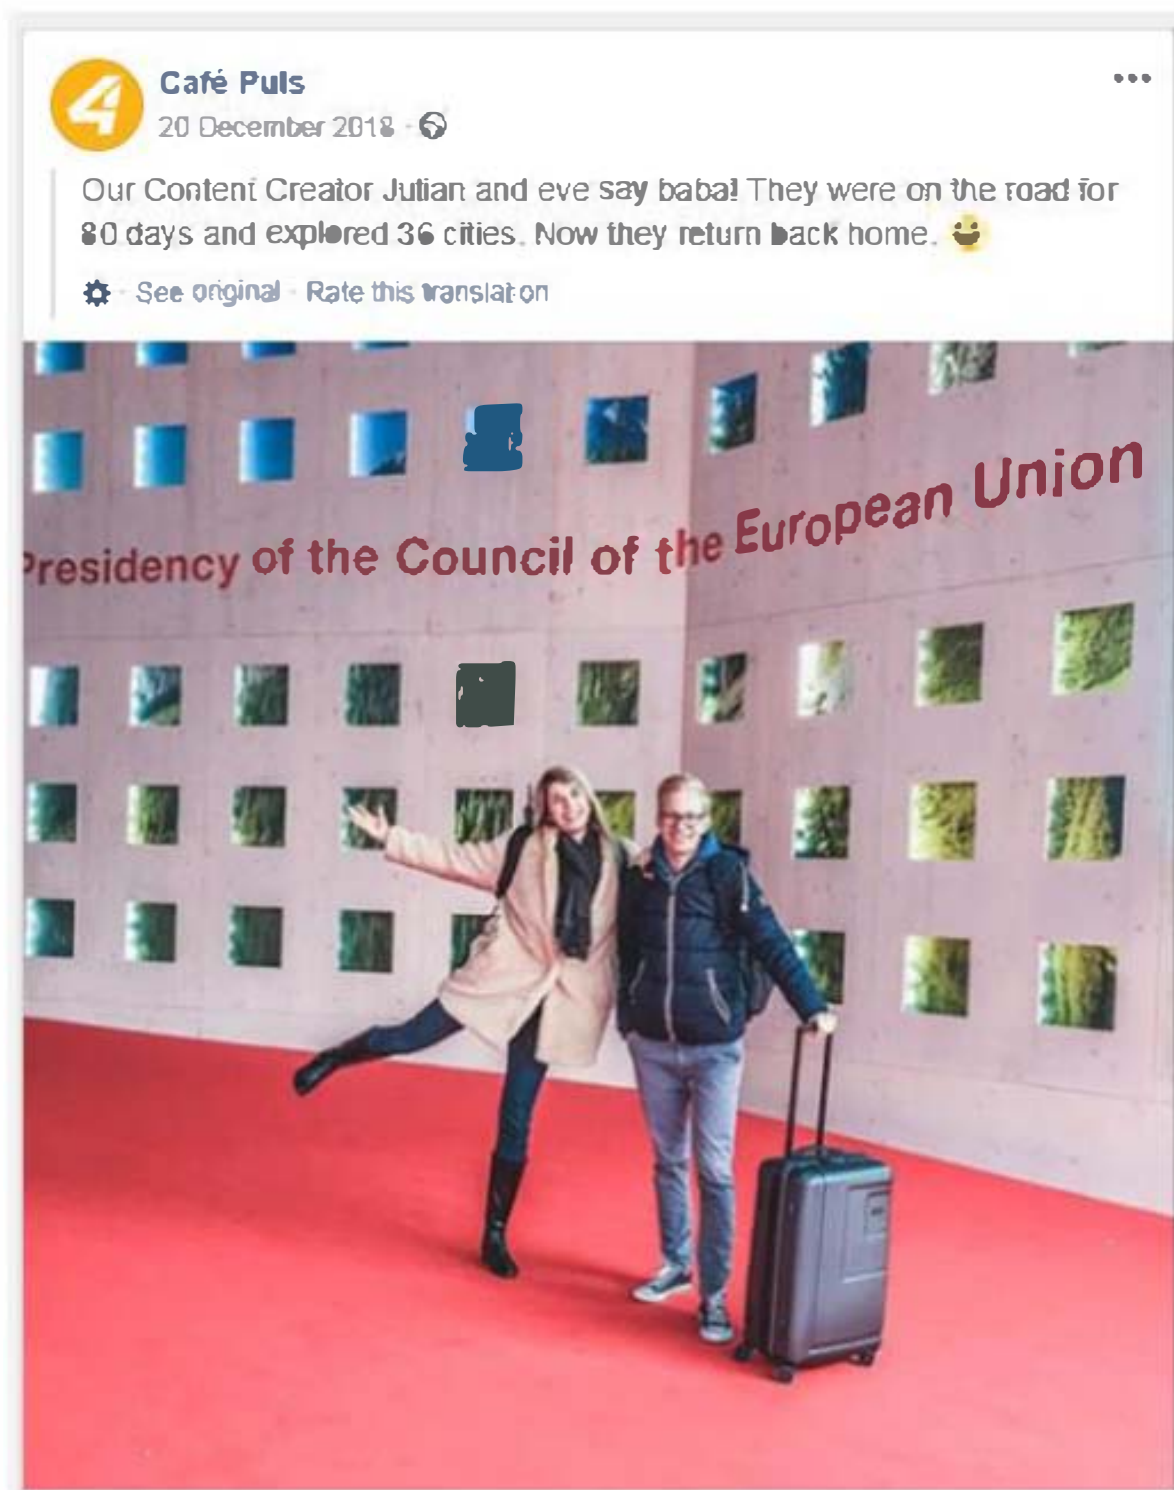 Café Puls
20 December 2018
Our Content Creator Julian and eve say baba! They were on the road for
80 days and explored 36 cities. Now they return back home.
See original · Rate this translation
Presidency of the Council of the European Union